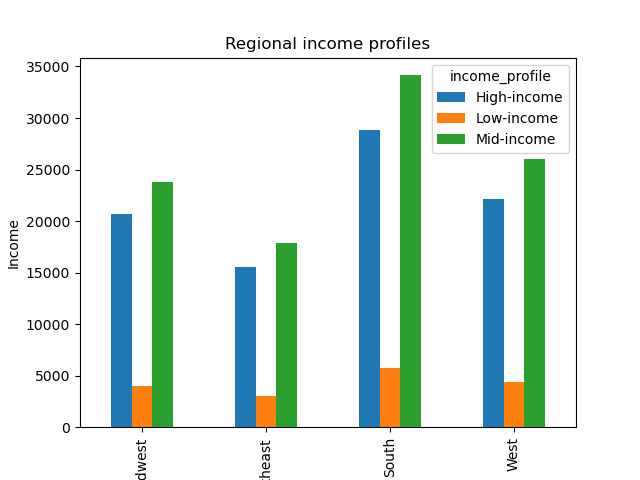 Regional income profiles
income_profile
High-income
Low-income
Mid-income
35000
30000
25000
20000
15000
10000
5000
0
Income
dwest
heast
South
West